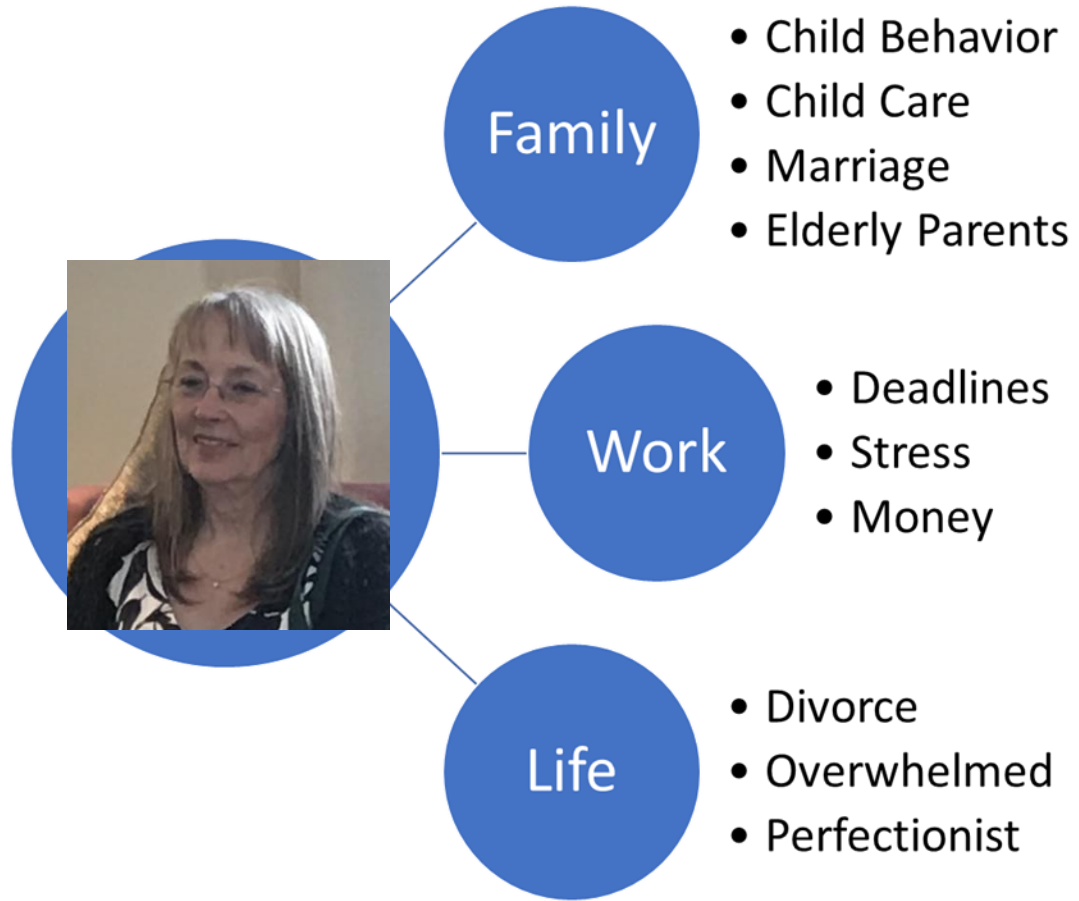 Family
• Child Behavior
• Child Care
• Marriage
• Elderly Parents
Work
• Deadlines
• Stress
• Money
Life
• Divorce
• Overwhelmed
• Perfectionist